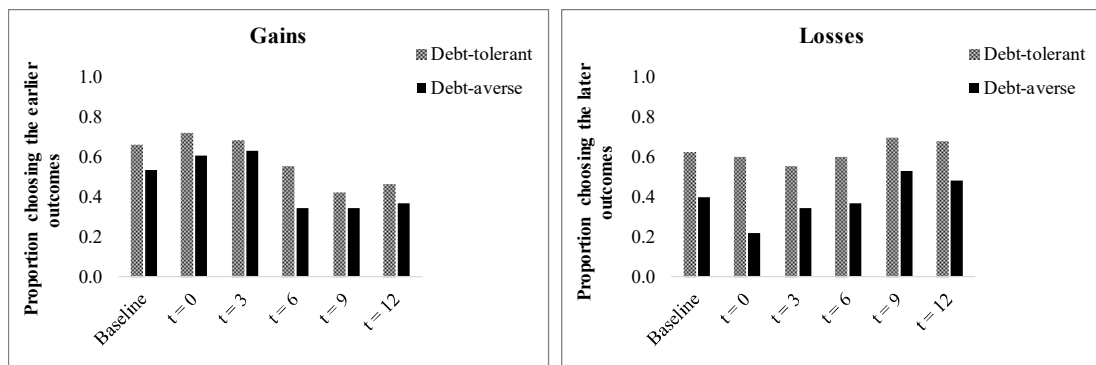 Gains
Debt-tolerant
Debt-averse
Proportion choosing the earlier
outcomes
1.0
0.8
0.6
0.4
0.2
0.0
Baseline
t = 0
t = 3
t = 6
t = 9
t = 12
Losses
Debt-tolerant
Debt-averse
Proportion choosing the later
outcomes
1.0
0.8
0.6
0.4
0.2
0.0
Baseline
t = 0
t = 3
t = 6
t = 9
t = 12